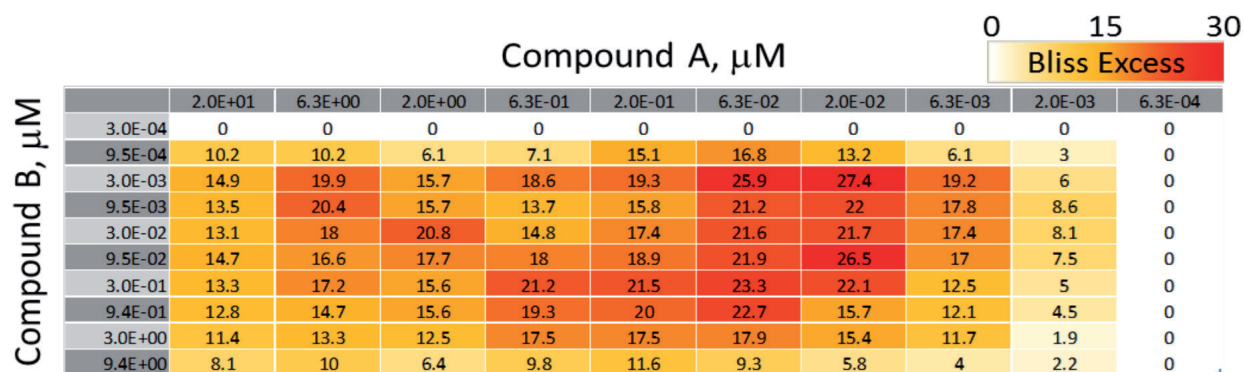 0 15 30
Compound A, μM
Bliss Excess
2.0E+01 6.3E+00 2.0E+00 6.3E-01 2.0E-01 6.3E-02 2.0E-02 6.3E-03 2.0E-03 6.3E-04
Compound B, μM
3.0E-04 0 0 0 0 0 0 0 0 0 0
9.5E-04 10.2 10.2 6.1 7.1 15.1 16.8 13.2 6.1 3 0
3.0E-03 14.9 19.9 15.7 18.6 19.3 25.9 27.4 19.2 6 0
9.5E-03 13.5 20.4 15.7 13.7 15.8 21.2 22 17.8 8.6 0
3.0E-02 13.1 18 20.8 14.8 17.4 21.6 21.7 17.4 8.1 0
9.5E-02 14.7 16.6 17.7 18 18.9 21.9 26.5 17 7.5 0
3.0E-01 13.3 17.2 15.6 21.2 21.5 23.3 22.1 12.5 5 0
9.4E-01 12.8 14.7 15.6 19.3 20 22.7 15.7 12.1 4.5 0
3.0E+00 11.4 13.3 12.5 17.5 17.5 17.9 15.4 11.7 1.9 0
9.4E+00 8.1 10 6.4 9.8 11.6 9.3 5.8 4 2.2 0